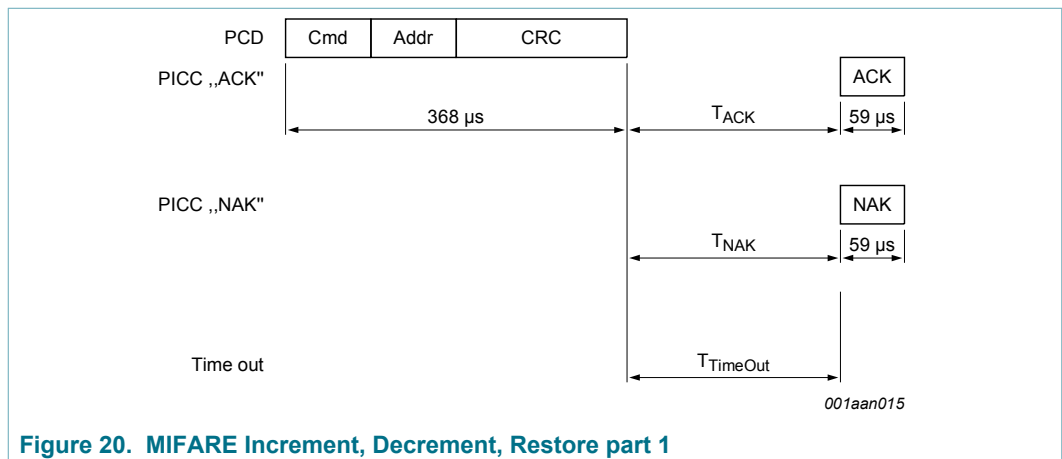 PCD Cmd Addr CRC
PICC ,,ACK" ACK
368 µs TACK 59 µs
PICC ,,NAK" NAK
TNAK 59 µs
Time out TTimeOut
001aan015
Figure 20. MIFARE Increment, Decrement, Restore part 1